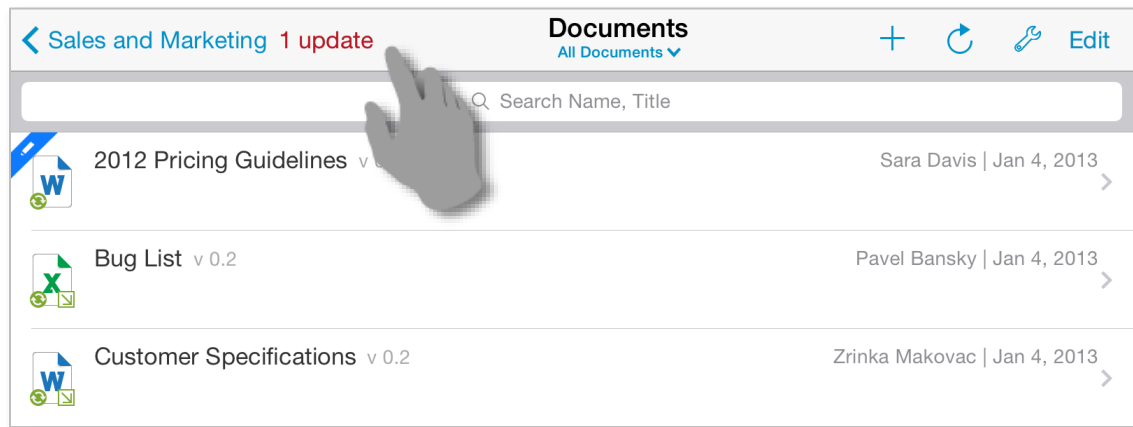 Sales and Marketing 1 update
Documents
All Documents
Edit
Search Name, Title
2012 Pricing Guidelines v
Sara Davis | Jan 4, 2013
W
Bug List v 0.2
Pavel Bansky | Jan 4, 2013
X
Customer Specifications v 0.2
Zrinka Makovac | Jan 4, 2013
W